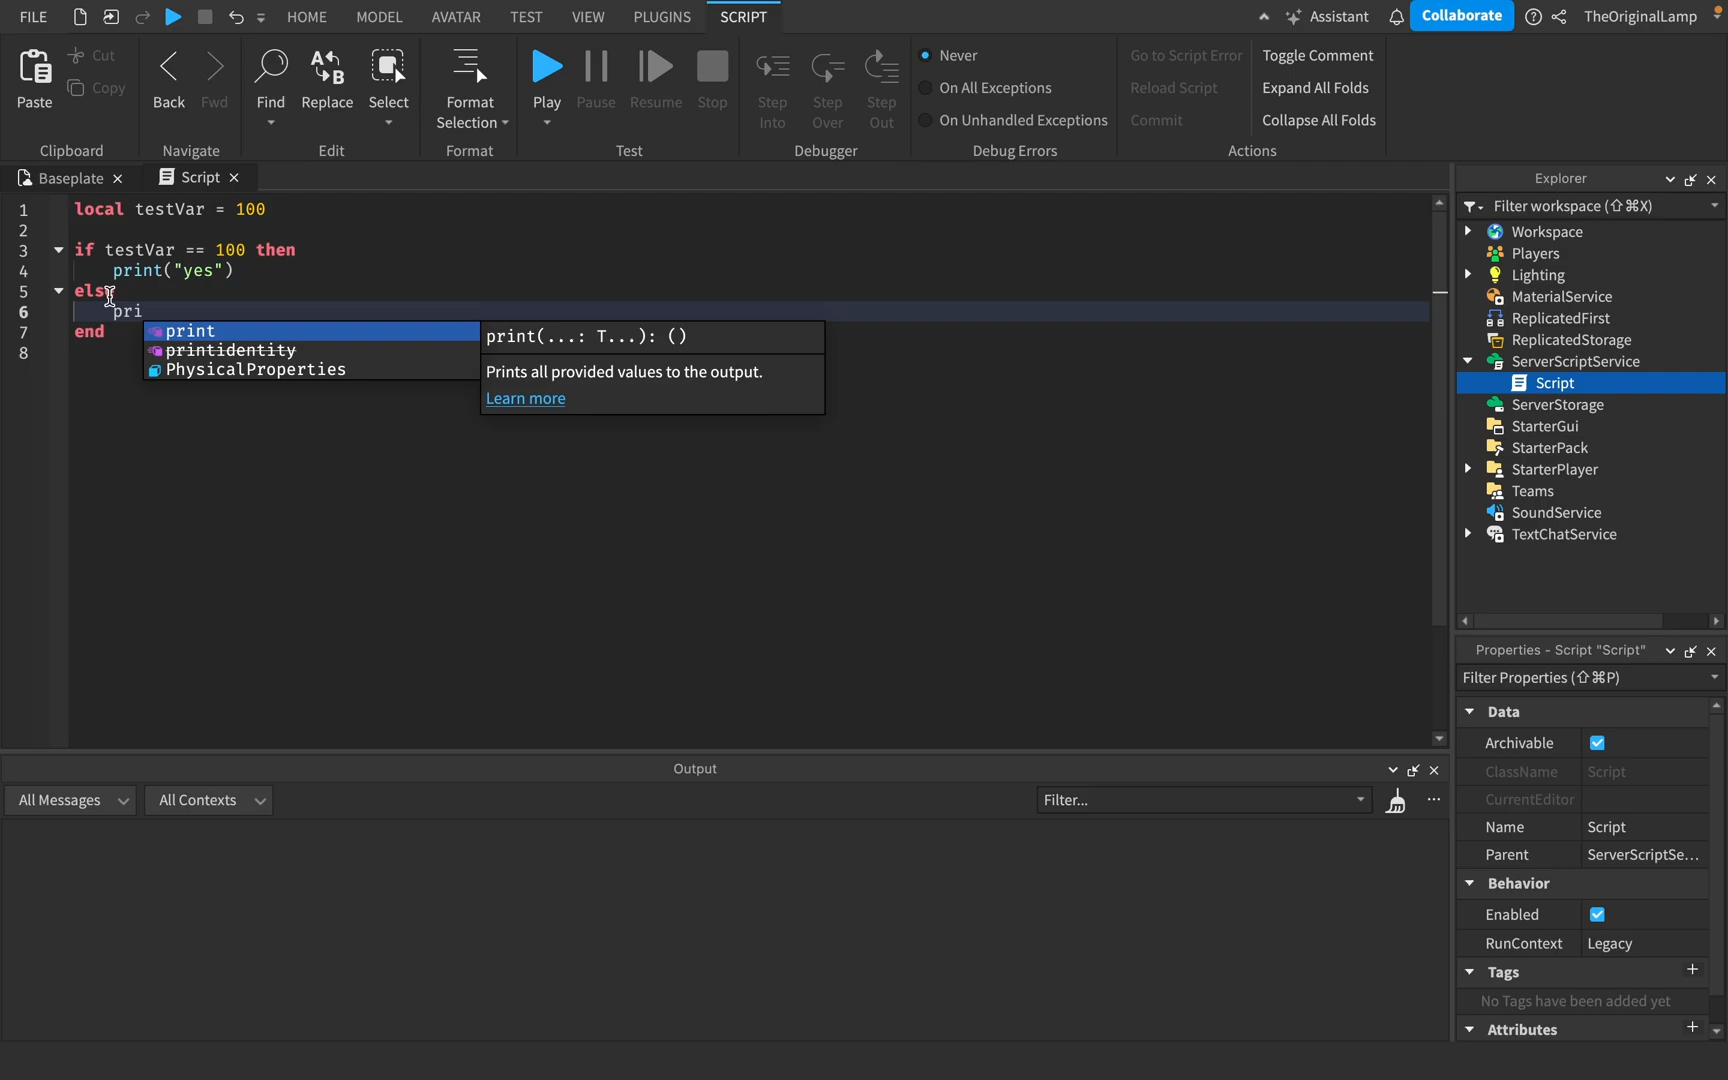 FILE HOME MODEL AVATAR TEST VIEW PLUGINS SCRIPT Assistant Collaborate TheOriginalLamp
Paste Cut Copy Back Fwd Find Replace Select Format Selection Play Pause Resume Stop Step Into Step Over Step Out
Never
On All Exceptions
On Unhandled Exceptions
Go to Script Error
Reload Script
Commit
Toggle Comment
Expand All Folds
Collapse All Folds
Clipboard Navigate Edit Format Test Debugger Debug Errors Actions
Baseplate Script
1 local testVar = 100
2
3 if testVar == 100 then
4 print("yes")
5 else
6 pri
7 end
8
print
printidentity
PhysicalProperties
print(...: T...): ()
Prints all provided values to the output.
Learn more
Explorer
Filter workspace (⇧⌘X)
Workspace
Players
Lighting
MaterialService
ReplicatedFirst
ReplicatedStorage
ServerScriptService
Script
ServerStorage
StarterGui
StarterPack
StarterPlayer
Teams
SoundService
TextChatService
Properties - Script "Script"
Filter Properties (⇧⌘P)
Data
Archivable
ClassName Script
CurrentEditor
Name Script
Parent ServerScriptSe...
Behavior
Enabled
RunContext Legacy
Tags +
No Tags have been added yet
Attributes +
Output
All Messages All Contexts Filter... ...